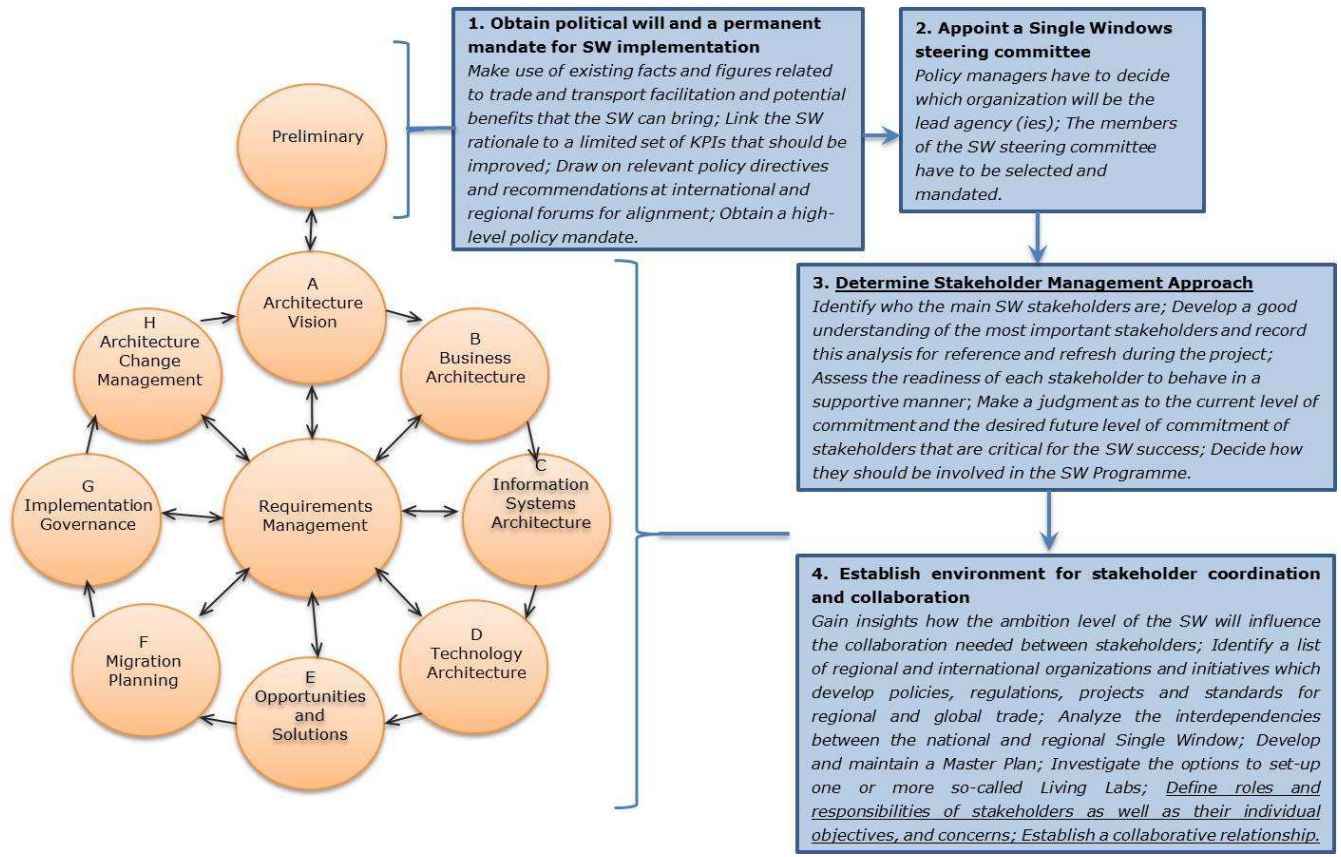 Preliminary
A
Architecture
Vision
B
Business
Architecture
C
Information
Systems
Architecture
D
Technology
Architecture
E
Opportunities
and
Solutions
F
Migration
Planning
G
Implementation
Governance
H
Architecture
Change
Management
Requirements
Management
1. Obtain political will and a permanent
mandate for SW implementation
Make use of existing facts and figures related
to trade and transport facilitation and potential
benefits that the SW can bring; Link the SW
rationale to a limited set of KPIs that should be
improved; Draw on relevant policy directives
and recommendations at international and
regional forums for alignment; Obtain a high-
level policy mandate.
2. Appoint a Single Windows
steering committee
Policy managers have to decide
which organization will be the
lead agency (ies); The members
of the SW steering committee
have to be selected and
mandated.
3. Determine Stakeholder Management Approach
Identify who the main SW stakeholders are; Develop a good
understanding of the most important stakeholders and record
this analysis for reference and refresh during the project;
Assess the readiness of each stakeholder to behave in a
supportive manner; Make a judgment as to the current level of
commitment and the desired future level of commitment of
stakeholders that are critical for the SW success; Decide how
they should be involved in the SW Programme.
4. Establish environment for stakeholder coordination
and collaboration
Gain insights how the ambition level of the SW will influence
the collaboration needed between stakeholders; Identify a list
of regional and international organizations and initiatives which
develop policies, regulations, projects and standards for
regional and global trade; Analyze the interdependencies
between the national and regional Single Window; Develop
and maintain a Master Plan; Investigate the options to set-up
one or more so-called Living Labs; Define roles and
responsibilities of stakeholders as well as their individual
objectives, and concerns; Establish a collaborative relationship.